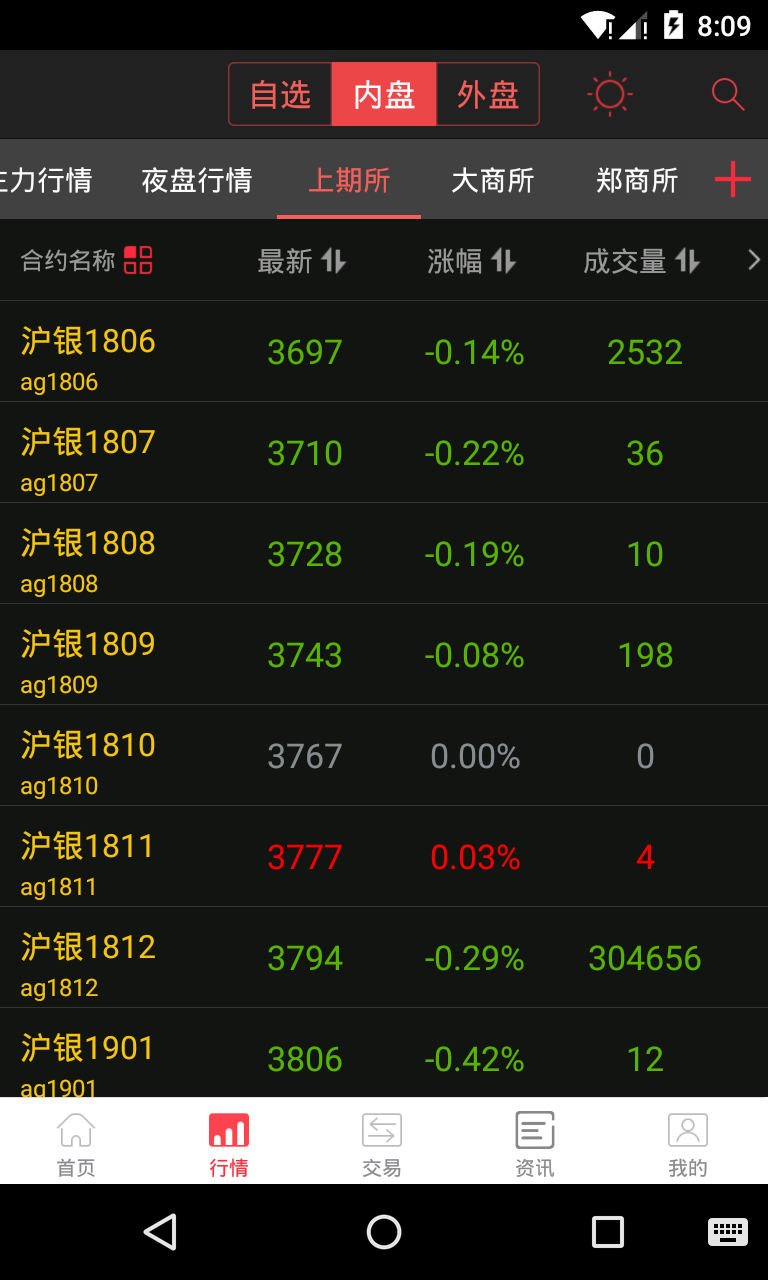 8:09
自选 内盘 外盘
主力行情 夜盘行情 上期所 大商所 郑商所
合约名称 最新 涨幅 成交量
沪银1806 3697 -0.14% 2532
ag1806
沪银1807 3710 -0.22% 36
ag1807
沪银1808 3728 -0.19% 10
ag1808
沪银1809 3743 -0.08% 198
ag1809
沪银1810 3767 0.00% 0
ag1810
沪银1811 3777 0.03% 4
ag1811
沪银1812 3794 -0.29% 304656
ag1812
沪银1901 3806 -0.42% 12
ag1901
首页 行情 交易 资讯 我的